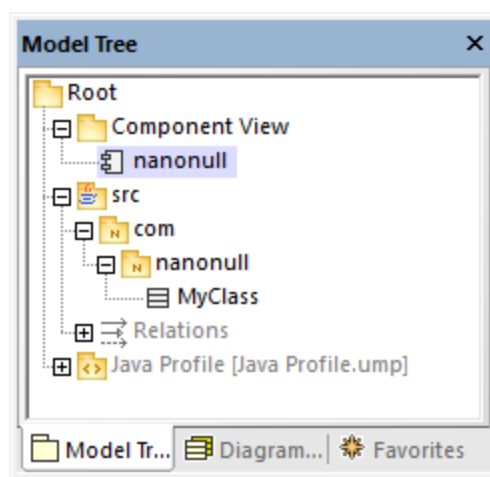 Model Tree
Root
Component View
nanonull
src
com
nanonull
MyClass
Relations
Java Profile [Java Profile.ump]
Model Tr... Diagram... Favorites